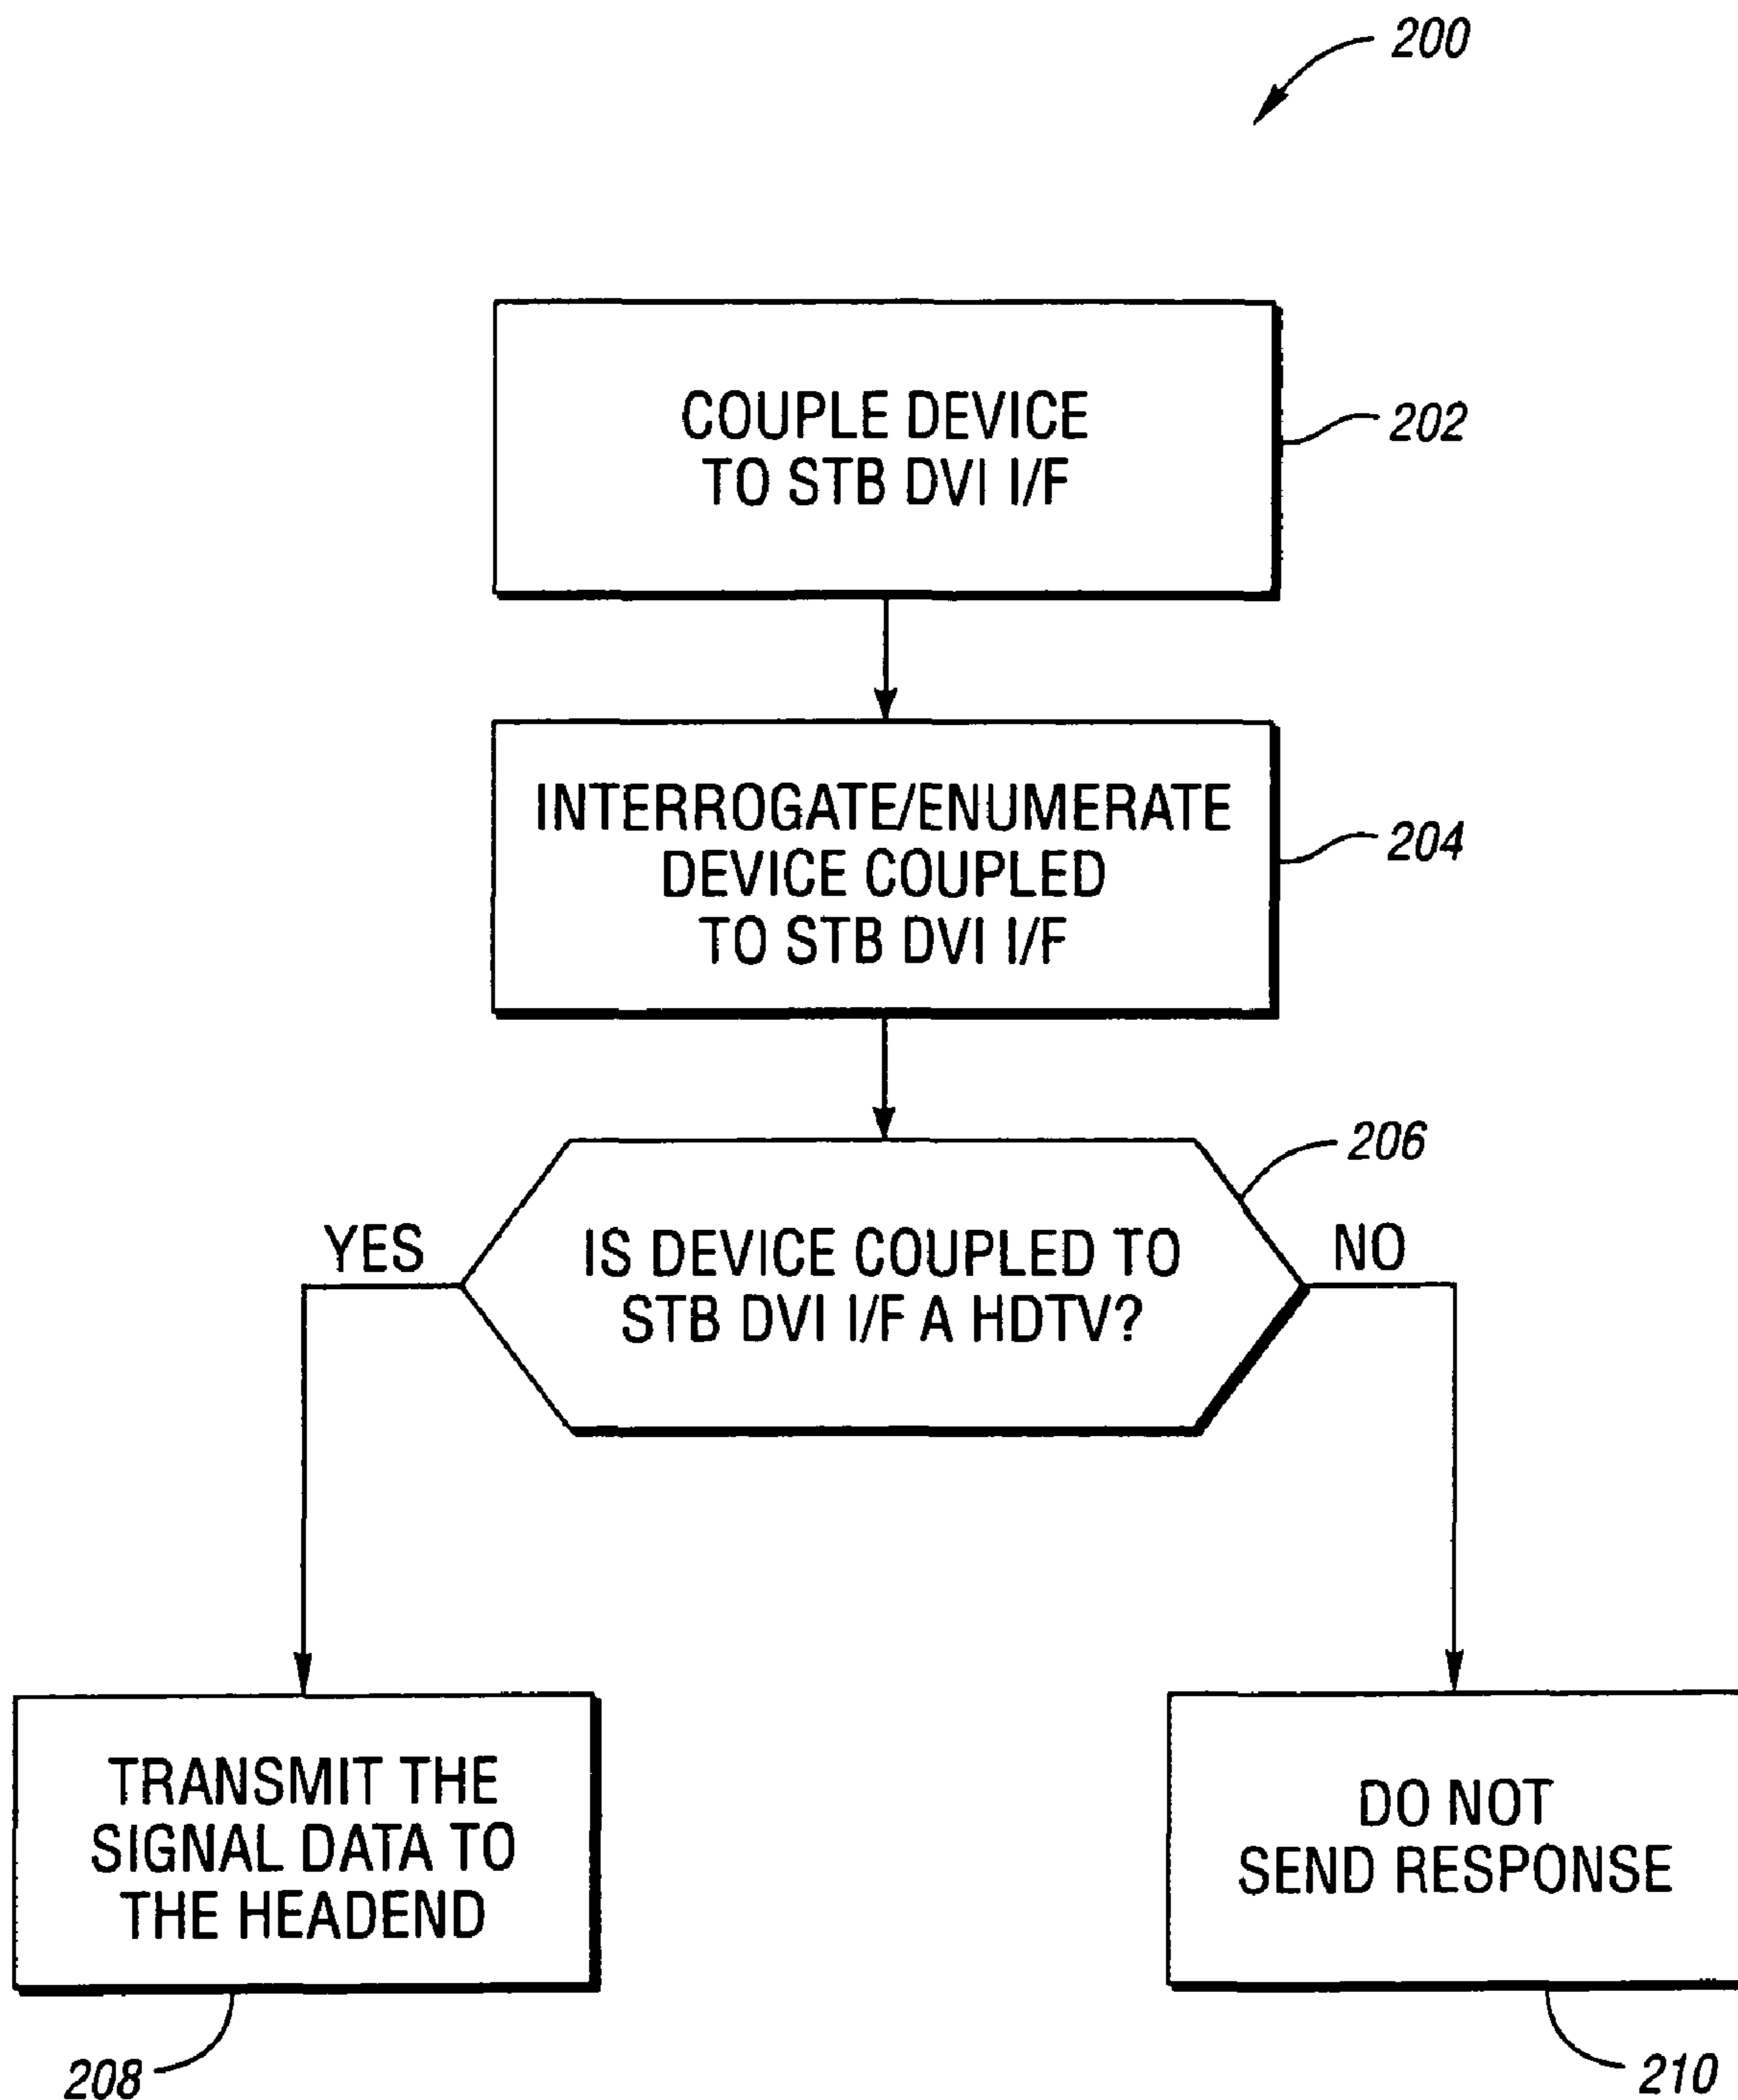 200
COUPLE DEVICE
TO STB DVI I/F
202
INTERROGATE/ENUMERATE
DEVICE COUPLED
TO STB DVI I/F
204
206
YES
IS DEVICE COUPLED TO
STB DVI I/F A HDTV?
NO
TRANSMIT THE
SIGNAL DATA TO
THE HEADEND
DO NOT
SEND RESPONSE
208
210